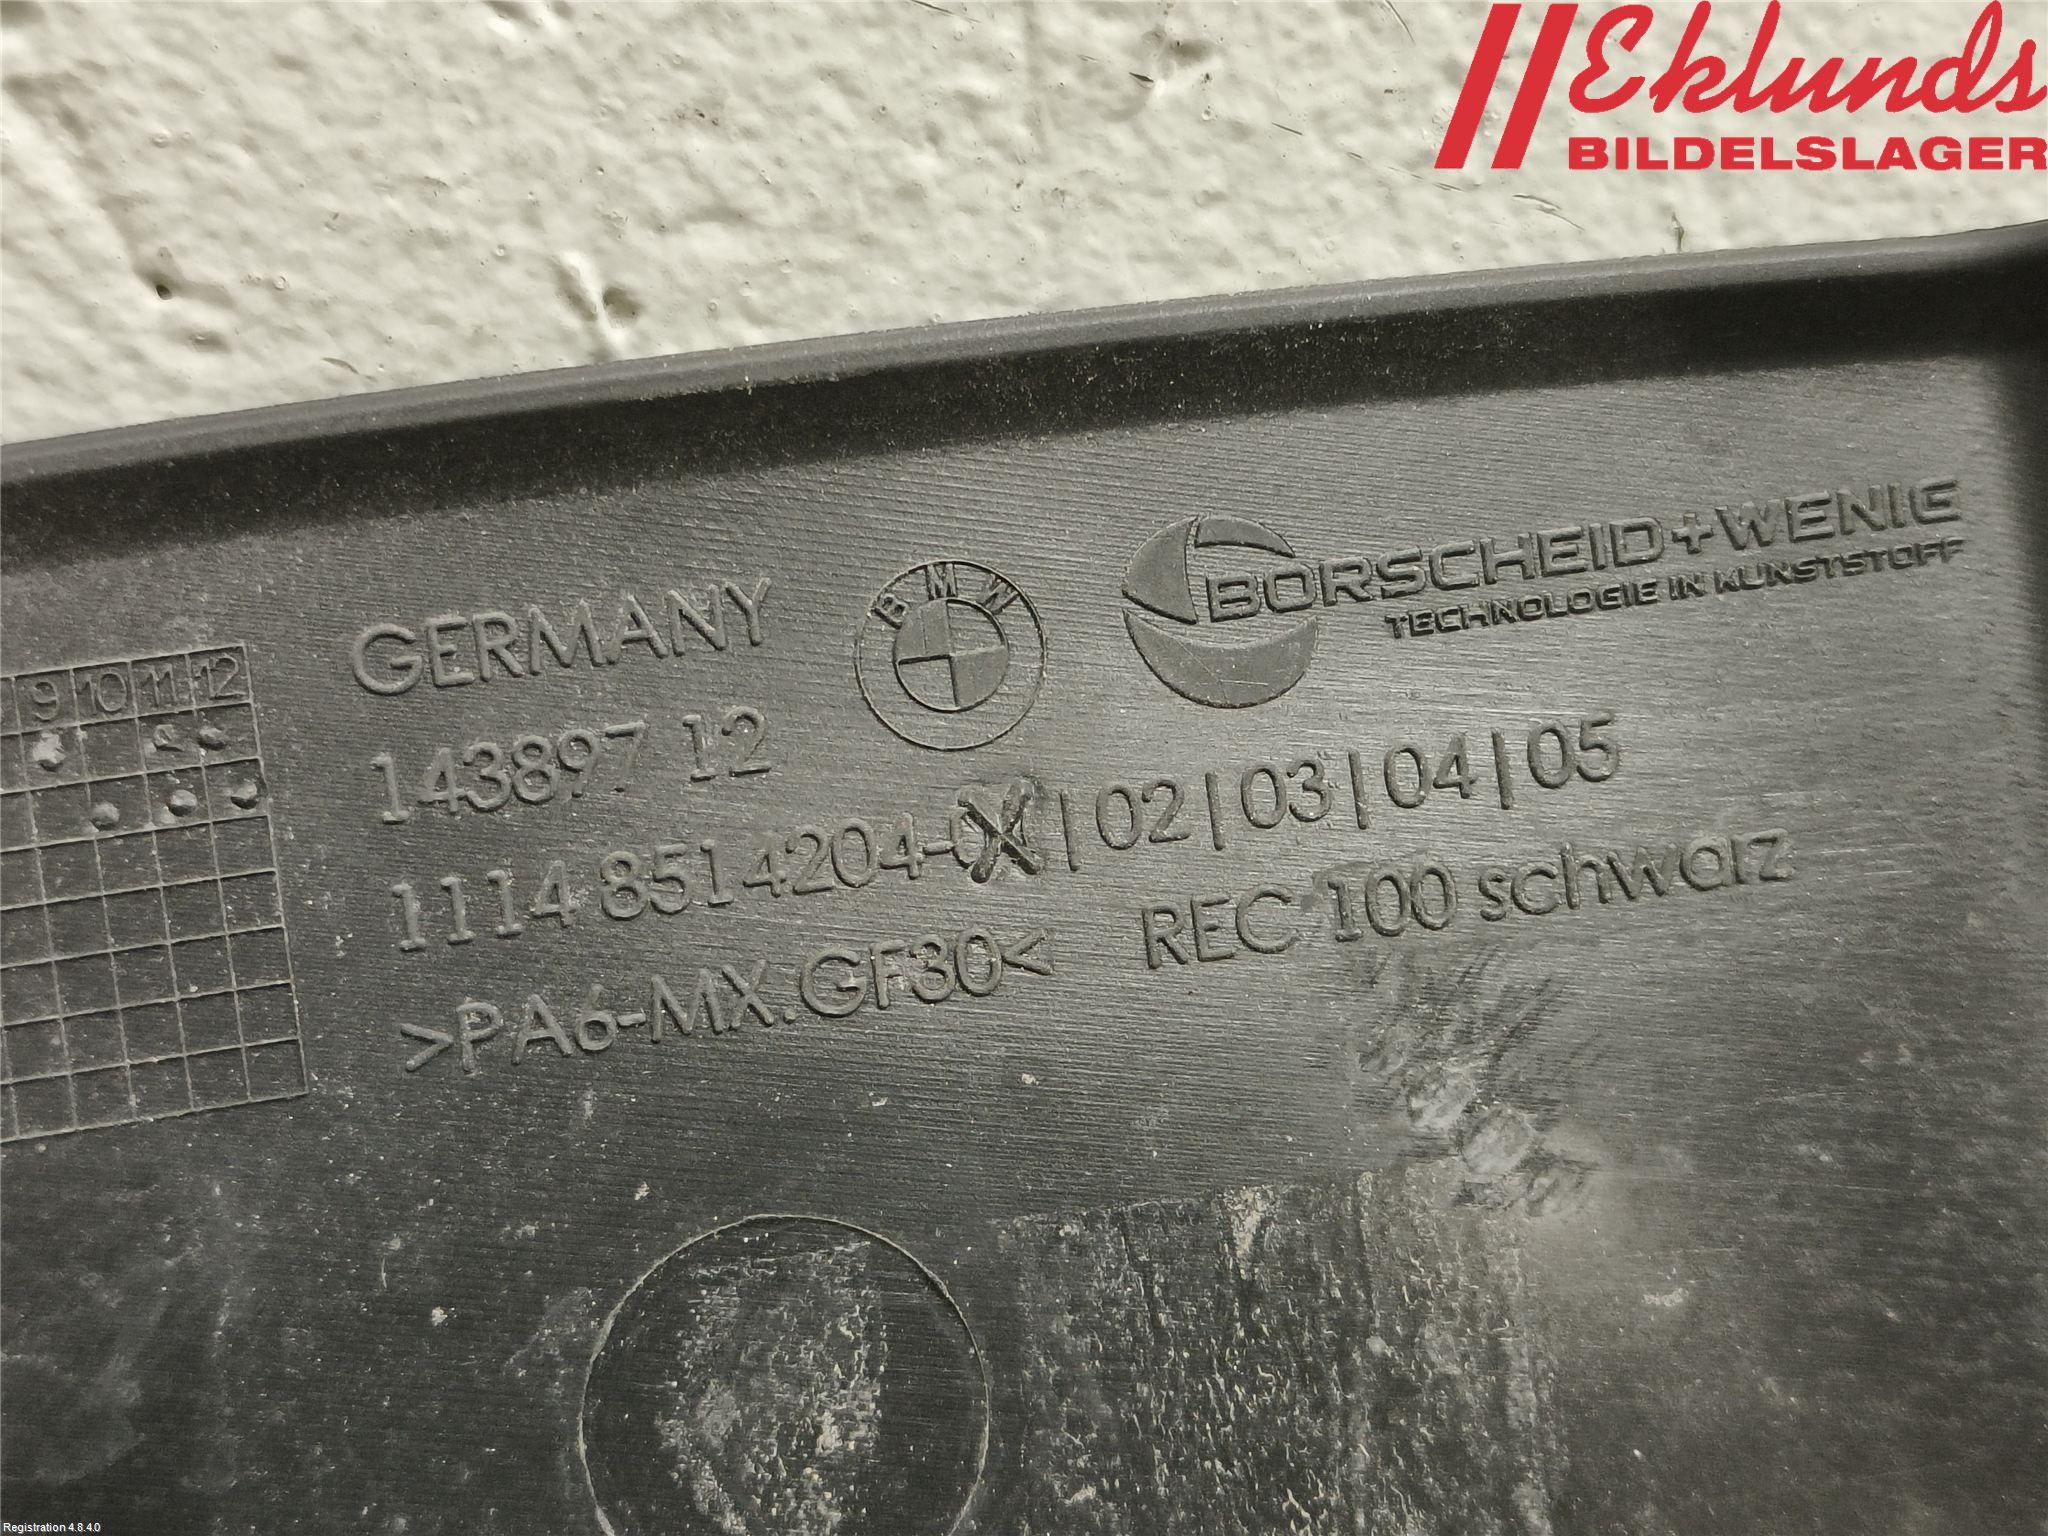 Eklunds
BILDELSLAGER
BORSCHEID+WENIG
TECHNOLOGIE IN KUNSTSTOFF
BMW
GERMANY
9 10 11 12
143897 12
1114 8514204- | 02 | 03 | 04 | 05
>PA6-MX.GF30< REC 100 schwarz
Registration 4.8.4.0